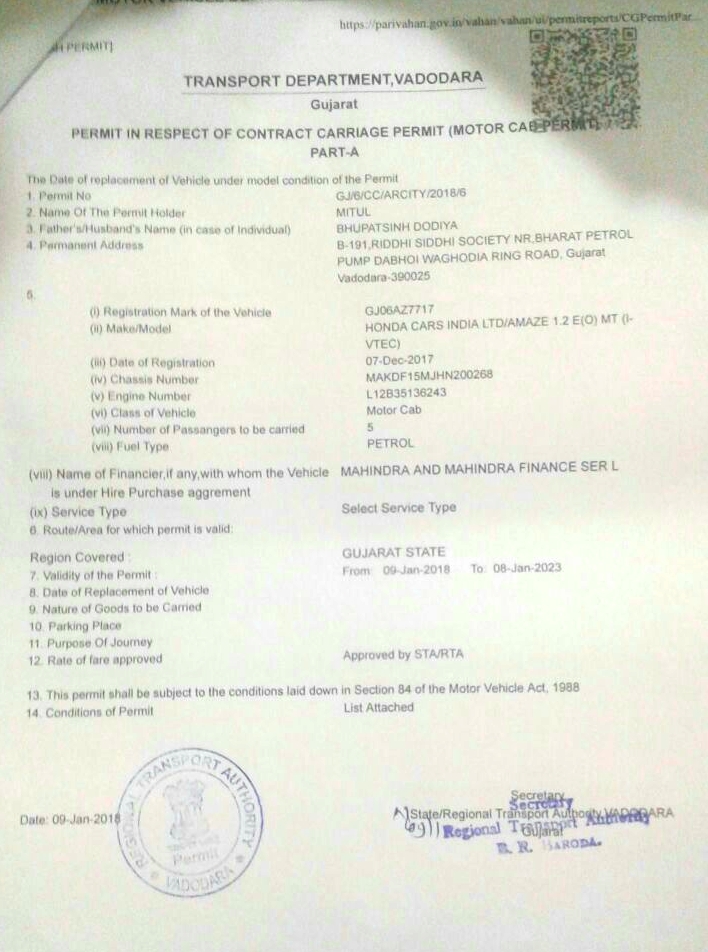 https://parivahan.gov.in/vahan/vahan/ui/permitreports/CGPermitPar...
PERMIT]
TRANSPORT DEPARTMENT,VADODARA
Gujarat
PERMIT IN RESPECT OF CONTRACT CARRIAGE PERMIT (MOTOR CAB PERMIT)
PART-A
The Date of replacement of Vehicle under model condition of the Permit
1. Permit No GJ/6/CC/ARCITY/2018/6
2. Name Of The Permit Holder MITUL
3. Father's/Husband's Name (in case of Individual) BHUPATSINH DODIYA
4. Permanent Address B-191,RIDDHI SIDDHI SOCIETY NR,BHARAT PETROL
PUMP DABHOI WAGHODIA RING ROAD, Gujarat
Vadodara-390025
5.
(i) Registration Mark of the Vehicle GJ06AZ7717
(ii) Make/Model HONDA CARS INDIA LTD/AMAZE 1.2 E(O) MT (I-
VTEC)
(iii) Date of Registration 07-Dec-2017
(iv) Chassis Number MAKDF15MJHN200268
(v) Engine Number L12B35136243
(vi) Class of Vehicle Motor Cab
(vii) Number of Passangers to be carried 5
(viii) Fuel Type PETROL
(viii) Name of Financier,if any,with whom the Vehicle MAHINDRA AND MAHINDRA FINANCE SER L
is under Hire Purchase aggrement
(ix) Service Type Select Service Type
6. Route/Area for which permit is valid:
Region Covered : GUJARAT STATE
7. Validity of the Permit : From: 09-Jan-2018 To: 08-Jan-2023
8. Date of Replacement of Vehicle
9. Nature of Goods to be Carried
10. Parking Place
11. Purpose Of Journey
12. Rate of fare approved Approved by STA/RTA
13. This permit shall be subject to the conditions laid down in Section 84 of the Motor Vehicle Act, 1988
14. Conditions of Permit List Attached
REGIONAL TRANSPORT AUTHORITY
Permit
VADODARA
Date: 09-Jan-2018
Secretary
Secretary
State/Regional Transport Authority,VADODARA
Regional Transport Authority
Gujarat
BARODA.